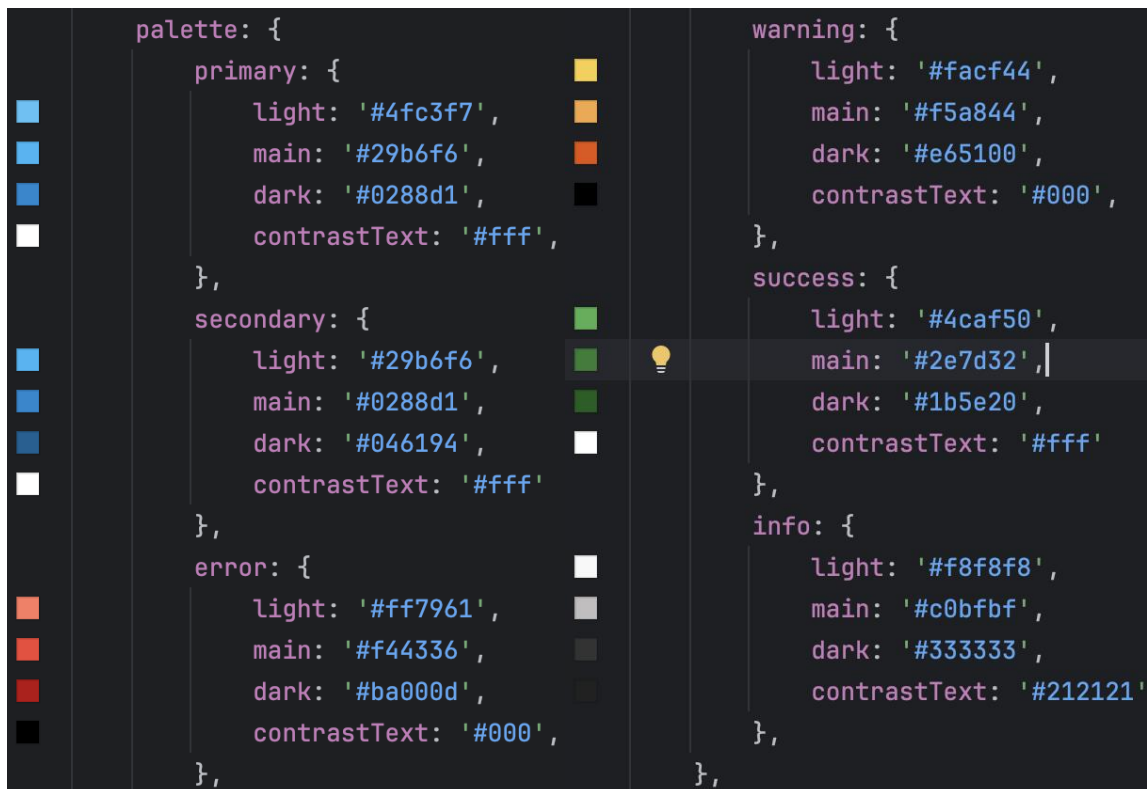 palette: {
primary: {
light: '#4fc3f7',
main: '#29b6f6',
dark: '#0288d1',
contrastText: '#fff',
},
secondary: {
light: '#29b6f6',
main: '#0288d1',
dark: '#046194',
contrastText: '#fff'
},
error: {
light: '#ff7961',
main: '#f44336',
dark: '#ba000d',
contrastText: '#000',
},
warning: {
light: '#facf44',
main: '#f5a844',
dark: '#e65100',
contrastText: '#000',
},
success: {
light: '#4caf50',
main: '#2e7d32',
dark: '#1b5e20',
contrastText: '#fff'
},
info: {
light: '#f8f8f8',
main: '#c0bfbf',
dark: '#333333',
contrastText: '#212121'
},
},